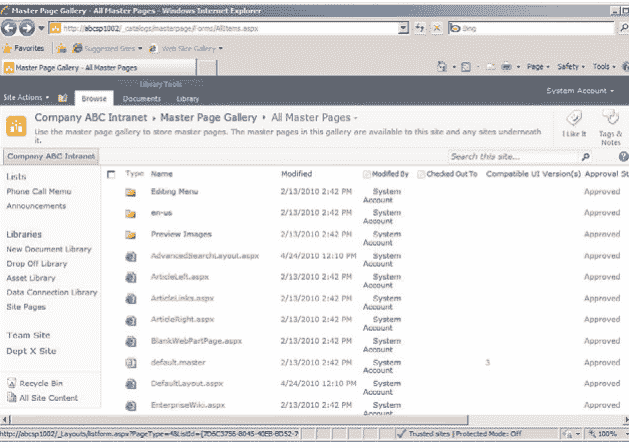 Master Page Gallery - All Master Pages - Windows Internet Explorer
http://abcsp1002/_catalogs/masterpage/Forms/AllItems.aspx
Bing
Favorites Suggested Sites Web Slice Gallery
Master Page Gallery - All Master Pages
Page Safety Tools
Library Tools
Site Actions Browse Documents Library
System Account
Company ABC Intranet Master Page Gallery All Master Pages
Use the master page gallery to store master pages. The master pages in this gallery are available to this site and any sites underneath
it.
I Like It
Tags &
Notes
Company ABC Intranet
Search this site...
Lists
Phone Call Memu
Announcements
Libraries
New Document Library
Drop Off Library
Asset Library
Data Connection Library
Site Pages
Team Site
Dept X Site
Recycle Bin
All Site Content
Type Name Modified Modified By Checked Out To Compatible UI Version(s) Approval St
Editing Menu 2/13/2010 2:42 PM System Account Approved
en-us 2/13/2010 2:42 PM System Account Approved
Preview Images 2/13/2010 2:42 PM System Account Approved
AdvancedSearchLayout.aspx 4/24/2010 12:10 PM System Account Approved
ArticleLeft.aspx 2/13/2010 2:42 PM System Account Approved
ArticleLinks.aspx 2/13/2010 2:42 PM System Account Approved
ArticleRight.aspx 2/13/2010 2:42 PM System Account Approved
BlankWebPartPage.aspx 2/13/2010 2:42 PM System Account Approved
default.master 2/13/2010 2:42 PM System Account 3 Approved
DefaultLayout.aspx 4/24/2010 12:10 PM System Account Approved
EnterpriseWiki.aspx 2/13/2010 2:42 PM System Account Approved
Trusted sites | Protected Mode: Off
100%